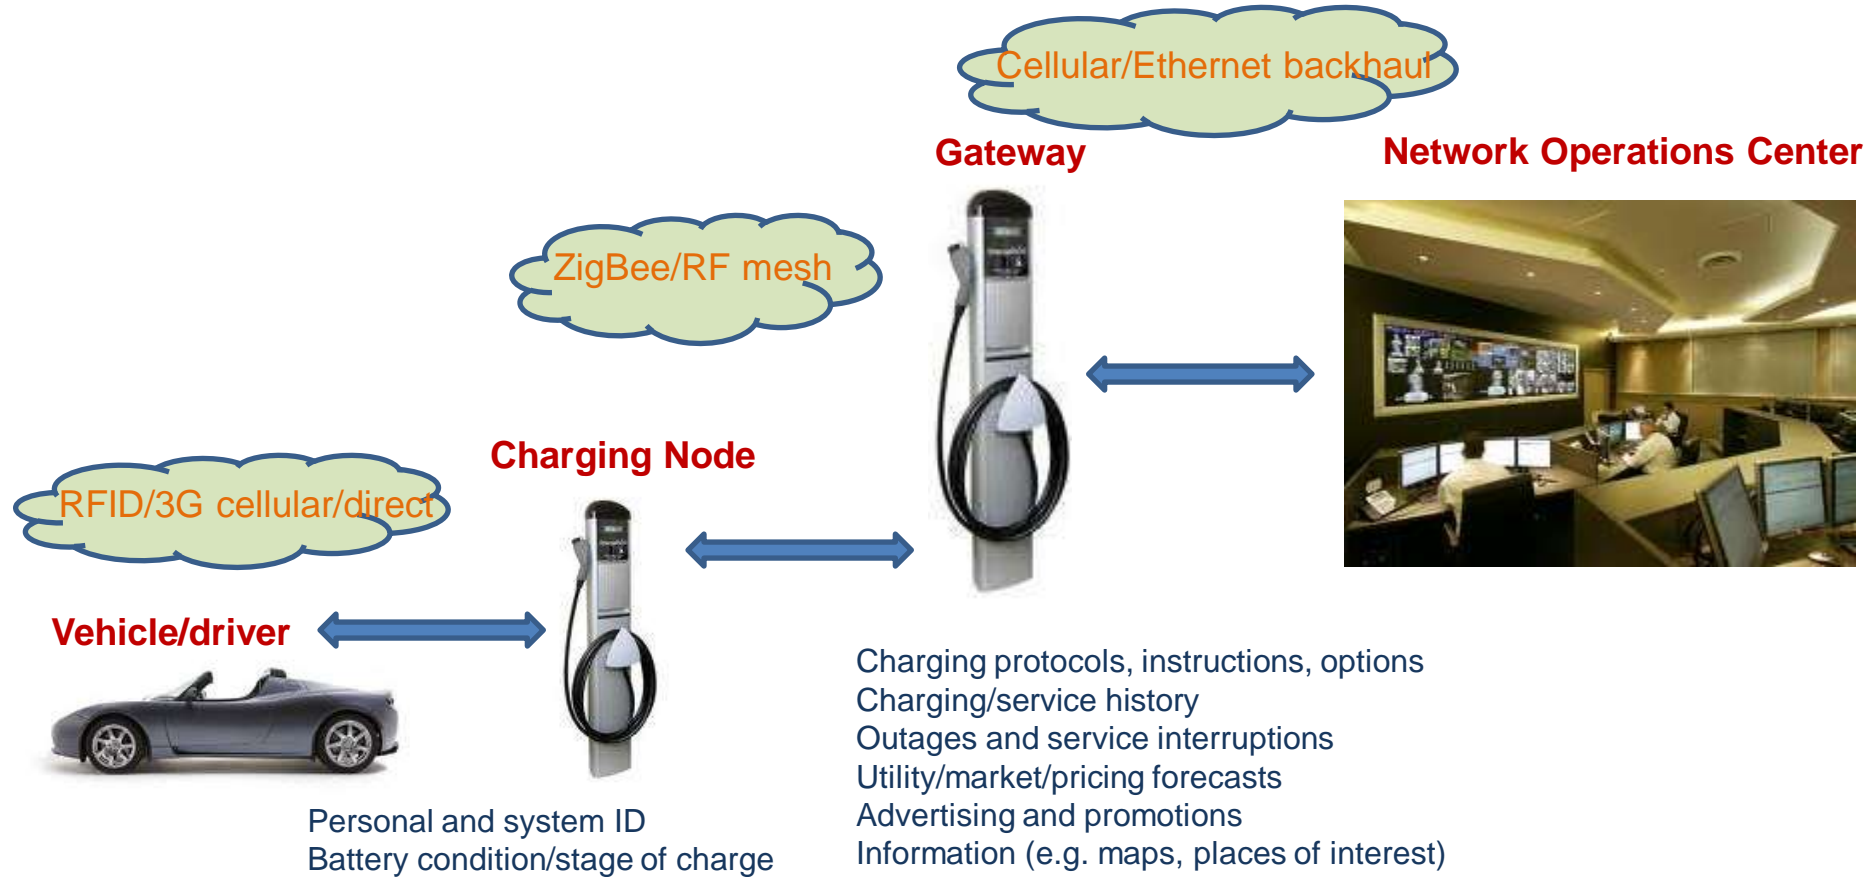 Cellular/Ethernet backhaul
Gateway
Network Operations Center
ZigBee/RF mesh
Charging Node
RFID/3G cellular/direct
Vehicle/driver
Charging protocols, instructions, options
Charging/service history
Outages and service interruptions
Utility/market/pricing forecasts
Advertising and promotions
Information (e.g. maps, places of interest)
Personal and system ID
Battery condition/stage of charge